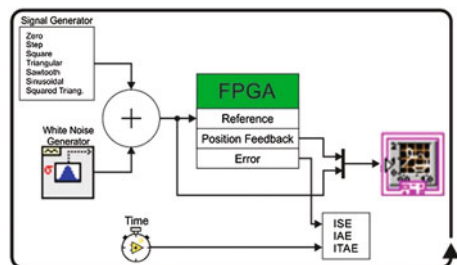 Signal Generator
Zero
Step
Square
Triangular
Sawtooth
Sinusoidal
Squared Triang.
White Noise
Generator
σ
+
FPGA
Reference
Position Feedback
Error
Time
ISE
IAE
ITAE